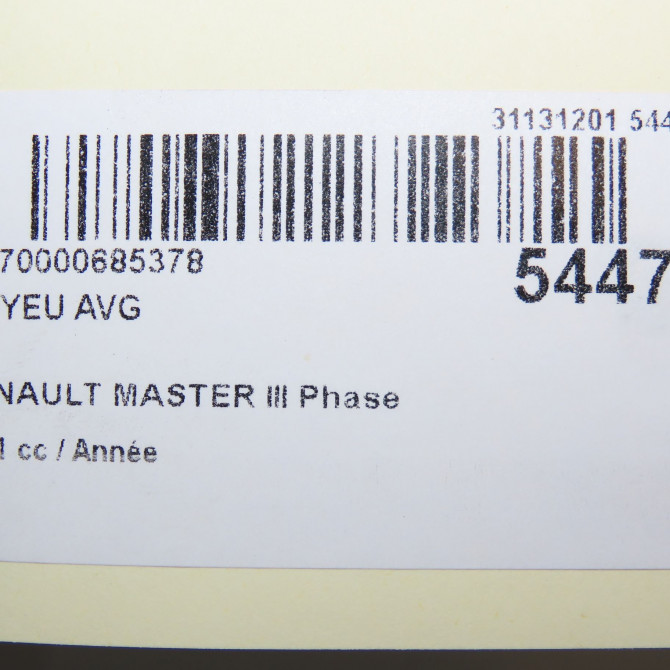 31131201 544
70000685378
5447
YEU AVG
NAULT MASTER III Phase
cc / Année